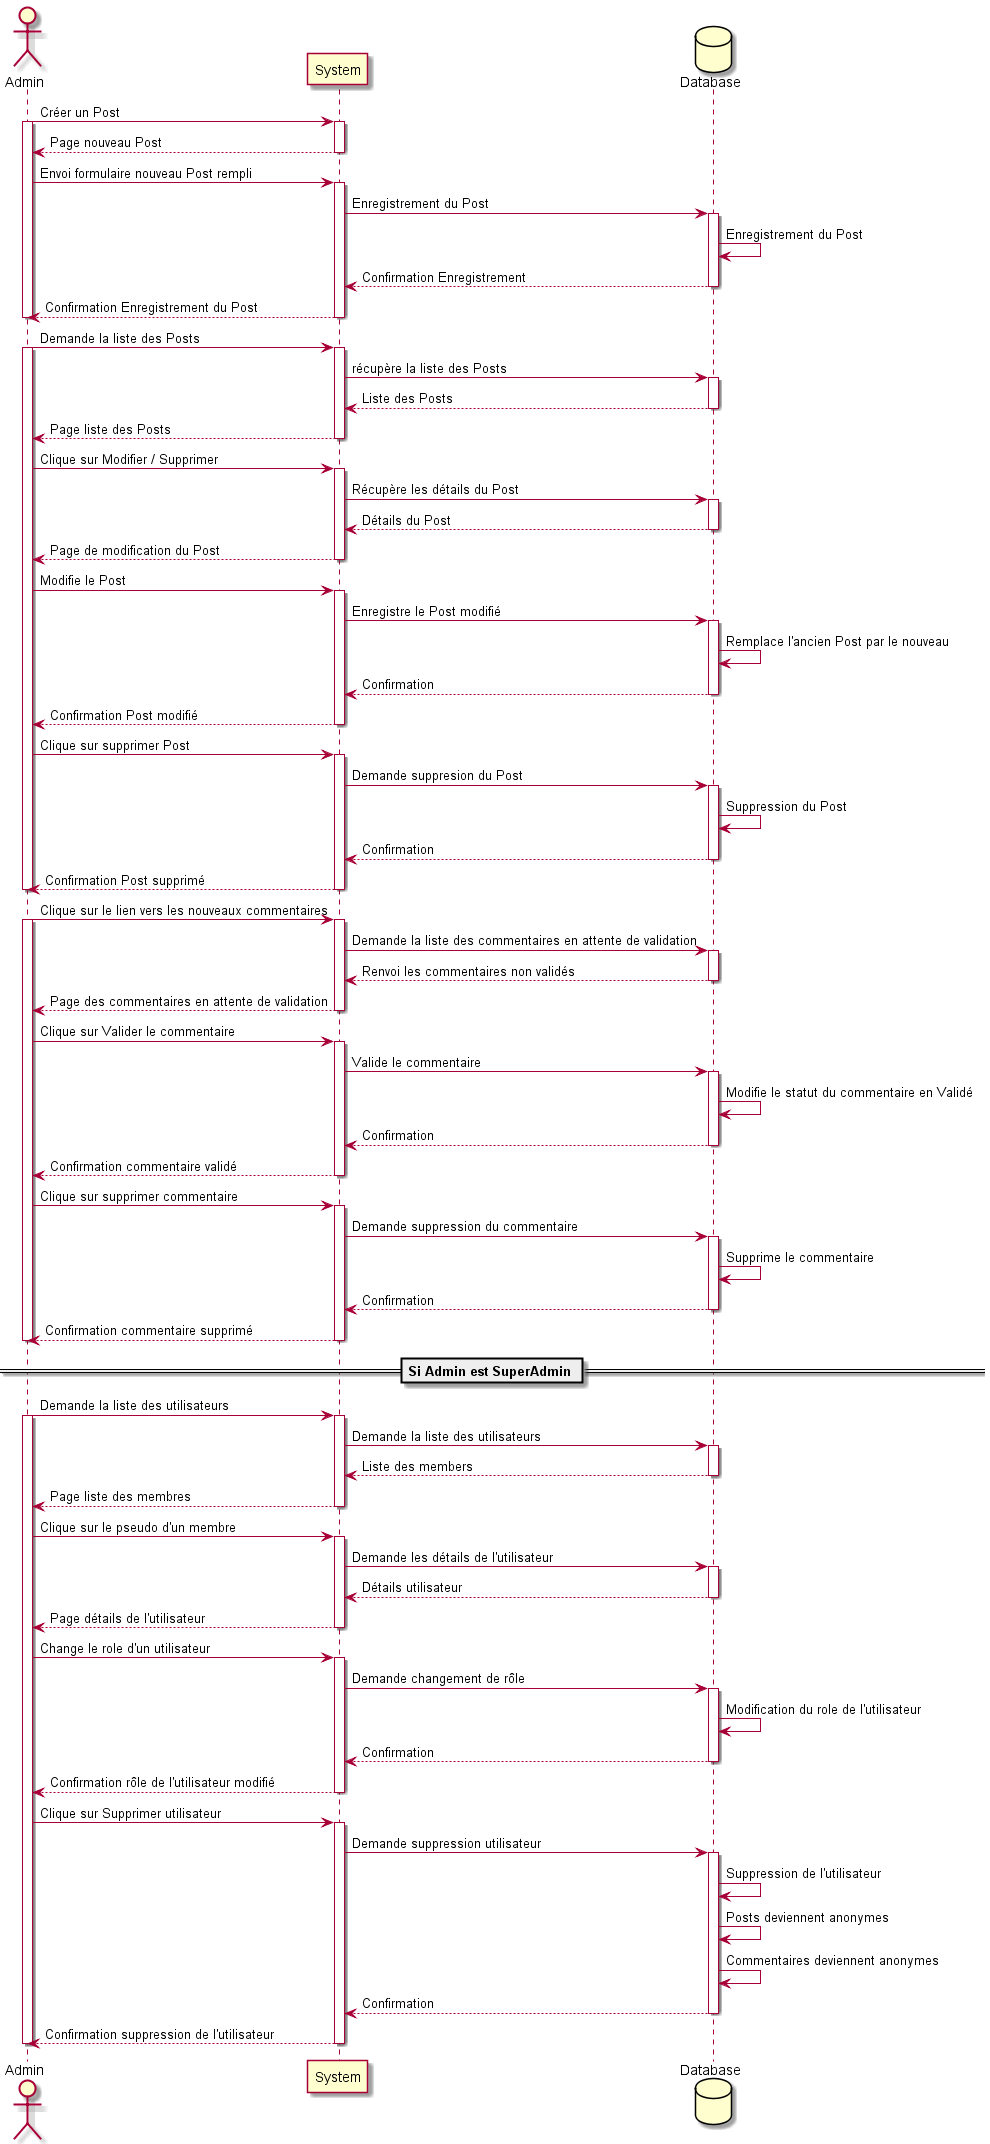 Admin
System
Database
Créer un Post
Page nouveau Post
Envoi formulaire nouveau Post rempli
Enregistrement du Post
Enregistrement du Post
Confirmation Enregistrement
Confirmation Enregistrement du Post
Demande la liste des Posts
récupère la liste des Posts
Liste des Posts
Page liste des Posts
Clique sur Modifier / Supprimer
Récupère les détails du Post
Détails du Post
Page de modification du Post
Modifie le Post
Enregistre le Post modifié
Remplace l'ancien Post par le nouveau
Confirmation
Confirmation Post modifié
Clique sur supprimer Post
Demande suppresion du Post
Suppression du Post
Confirmation
Confirmation Post supprimé
Clique sur le lien vers les nouveaux commentaires
Demande la liste des commentaires en attente de validation
Renvoi les commentaires non validés
Page des commentaires en attente de validation
Clique sur Valider le commentaire
Valide le commentaire
Modifie le statut du commentaire en Validé
Confirmation
Confirmation commentaire validé
Clique sur supprimer commentaire
Demande suppression du commentaire
Supprime le commentaire
Confirmation
Confirmation commentaire supprimé
Si Admin est SuperAdmin
Demande la liste des utilisateurs
Demande la liste des utilisateurs
Liste des members
Page liste des membres
Clique sur le pseudo d'un membre
Demande les détails de l'utilisateur
Détails utilisateur
Page détails de l'utilisateur
Change le role d'un utilisateur
Demande changement de rôle
Modification du role de l'utilisateur
Confirmation
Confirmation rôle de l'utilisateur modifié
Clique sur Supprimer utilisateur
Demande suppression utilisateur
Suppression de l'utilisateur
Posts deviennent anonymes
Commentaires deviennent anonymes
Confirmation
Confirmation suppression de l'utilisateur
Admin
System
Database